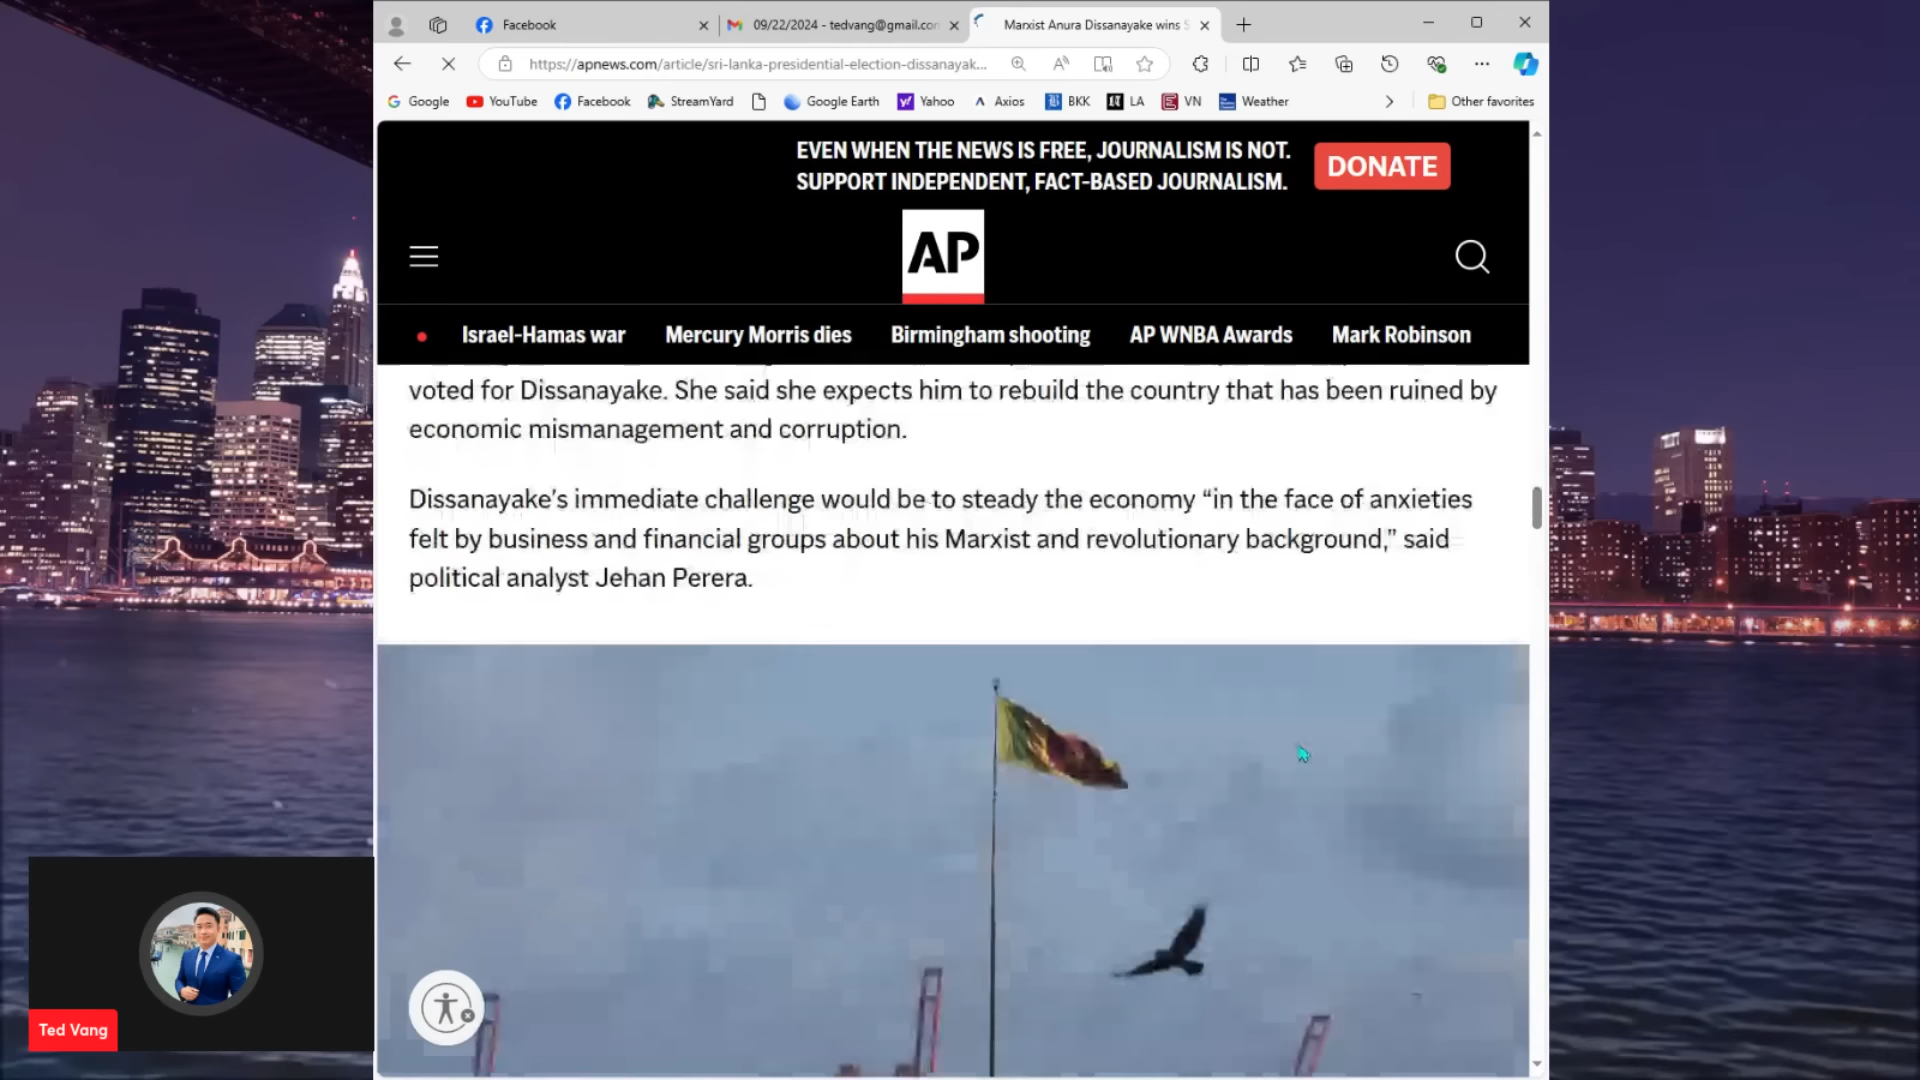 Facebook
09/22/2024 - tedvang@gmail.con
Marxist Anura Dissanayake wins S
https://apnews.com/article/sri-lanka-presidential-election-dissanayak...
Google YouTube Facebook StreamYard Google Earth Yahoo Axios BKK LA VN Weather Other favorites
EVEN WHEN THE NEWS IS FREE, JOURNALISM IS NOT.
SUPPORT INDEPENDENT, FACT-BASED JOURNALISM.
DONATE
AP
Israel-Hamas war Mercury Morris dies Birmingham shooting AP WNBA Awards Mark Robinson
voted for Dissanayake. She said she expects him to rebuild the country that has been ruined by
economic mismanagement and corruption.
Dissanayake’s immediate challenge would be to steady the economy “in the face of anxieties
felt by business and financial groups about his Marxist and revolutionary background,” said
political analyst Jehan Perera.
Ted Vang